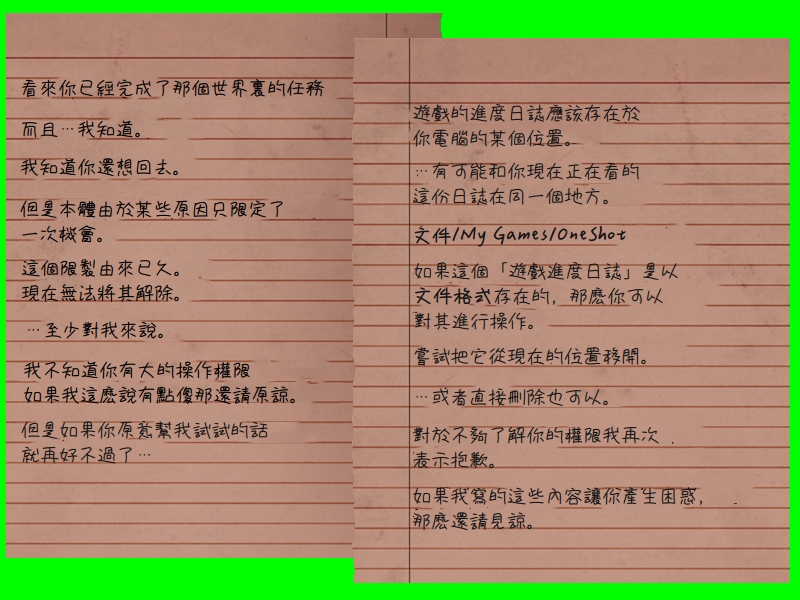 看來你已經完成了那個世界裏的任務
而且…我知道。
我知道你還想回去。
但是本體由於某些原因只限定了
一次機會。
這個限製由來已久。
現在無法將其解除。
…至少對我來說。
我不知道你有大的操作權限
如果我這麼說有點傻那還請原諒。
但是如果你原意幫我試試的話
就再好不過了…
遊戲的進度日誌應該存在於
你電腦的某個位置。
…有可能和你現在正在看的
這份日誌在同一個地方。
文件/My Games/OneShot
如果這個「遊戲進度日誌」是以
文件格式存在的，那麼你可以
對其進行操作。
嘗試把它從現在的位置移開。
…或者直接刪除也可以。
對於不夠了解你的權限我再次
表示抱歉。
如果我寫的這些內容讓你產生困惑，
那麼還請見諒。